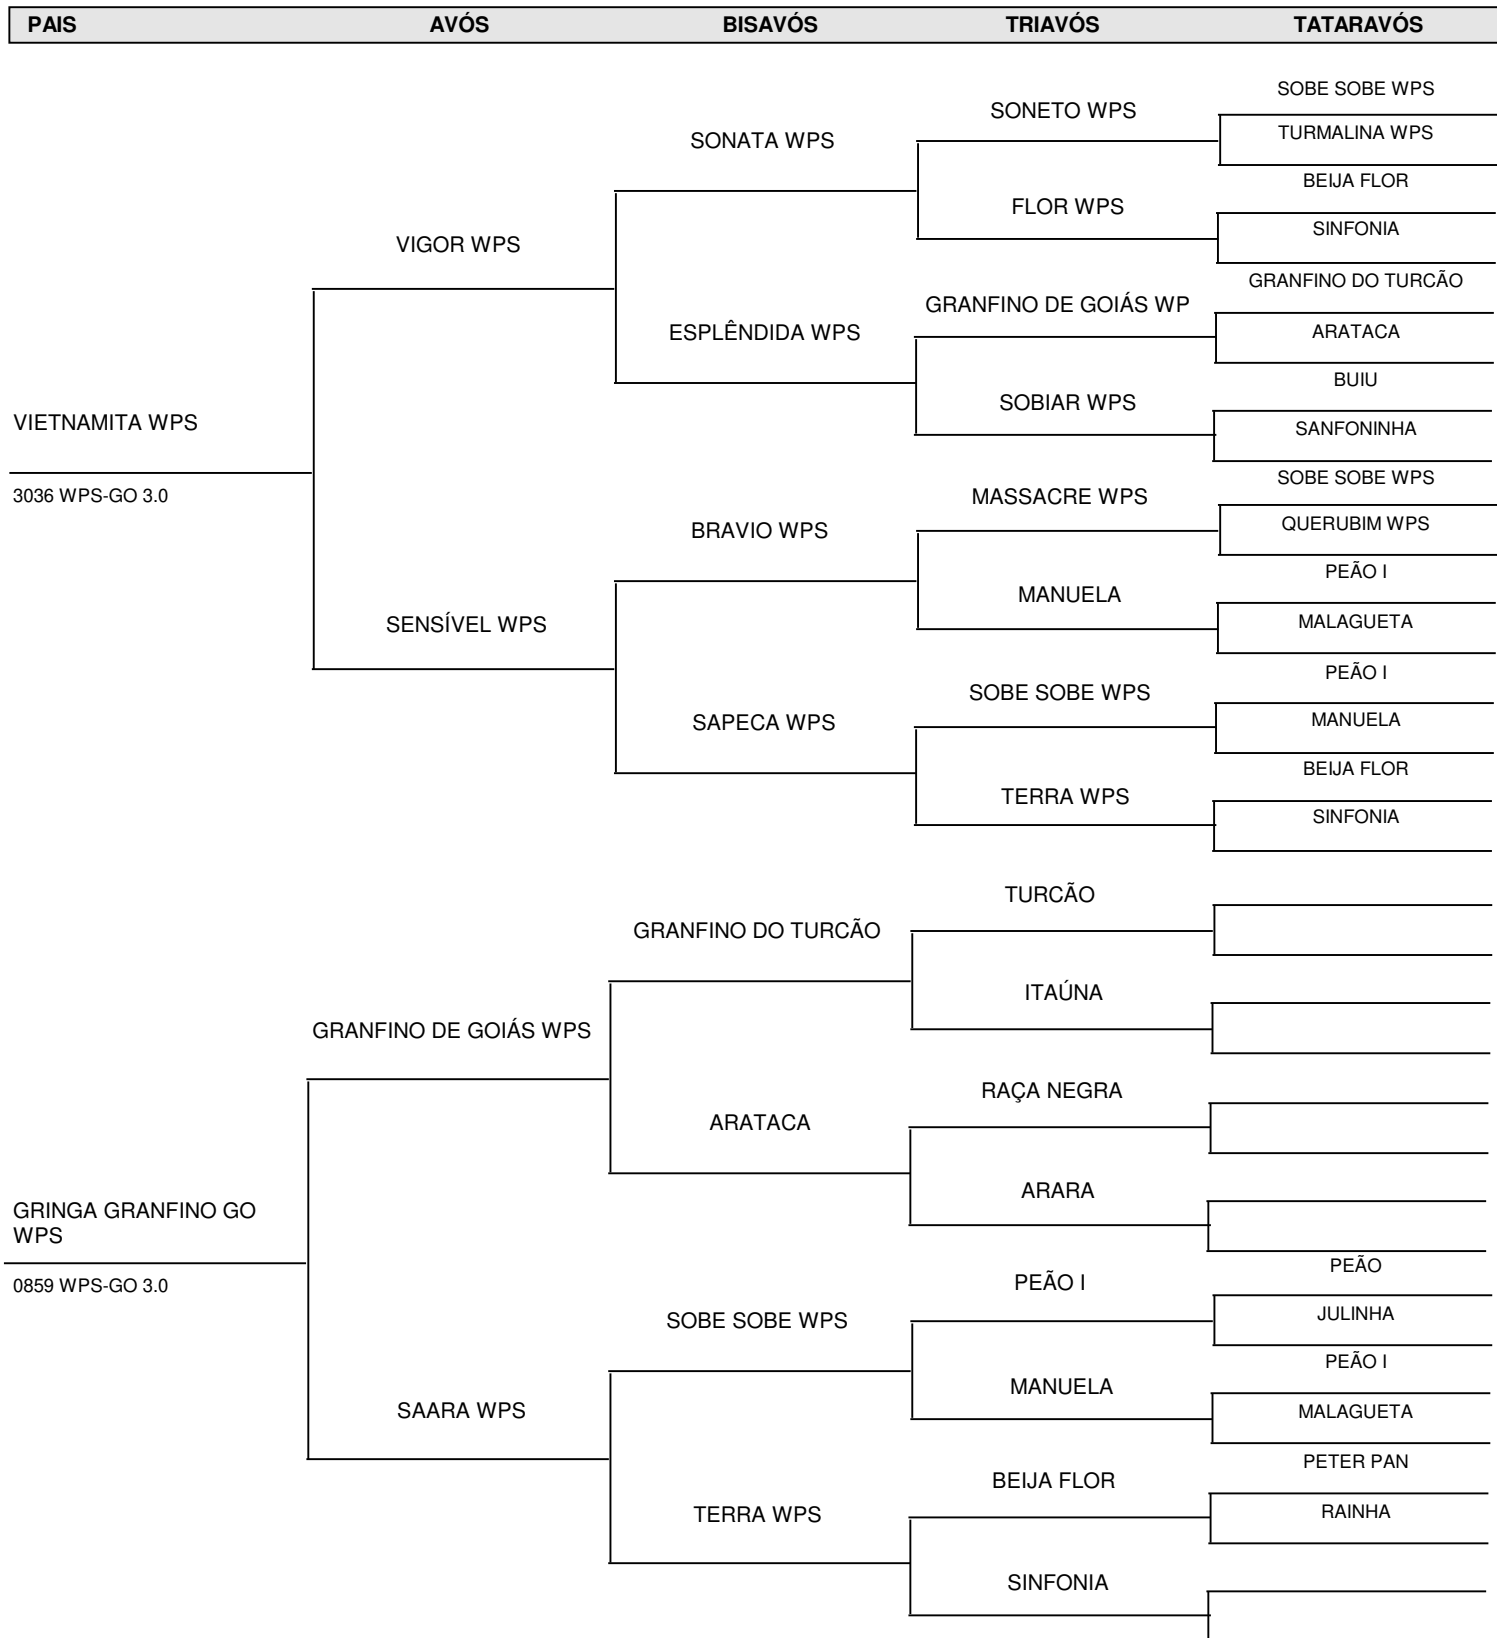 PAIS AVÓS BISAVÓS TRIAVÓS TATARAVÓS
SOBE SOBE WPS
SONETO WPS
TURMALINA WPS
SONATA WPS
BEIJA FLOR
FLOR WPS
SINFONIA
VIGOR WPS
GRANFINO DO TURCÃO
GRANFINO DE GOIÁS WP
ARATACA
ESPLÊNDIDA WPS
BUIU
SOBIAR WPS
SANFONINHA
VIETNAMITA WPS
3036 WPS-GO 3.0
SOBE SOBE WPS
MASSACRE WPS
QUERUBIM WPS
BRAVIO WPS
PEÃO I
MANUELA
MALAGUETA
SENSÍVEL WPS
PEÃO I
SOBE SOBE WPS
MANUELA
SAPECA WPS
BEIJA FLOR
TERRA WPS
SINFONIA
TURCÃO
GRANFINO DO TURCÃO
ITAÚNA
GRANFINO DE GOIÁS WPS
RAÇA NEGRA
ARATACA
ARARA
GRINGA GRANFINO GO
WPS
0859 WPS-GO 3.0
PEÃO
PEÃO I
JULINHA
SOBE SOBE WPS
PEÃO I
MANUELA
MALAGUETA
SAARA WPS
PETER PAN
BEIJA FLOR
RAINHA
TERRA WPS
SINFONIA